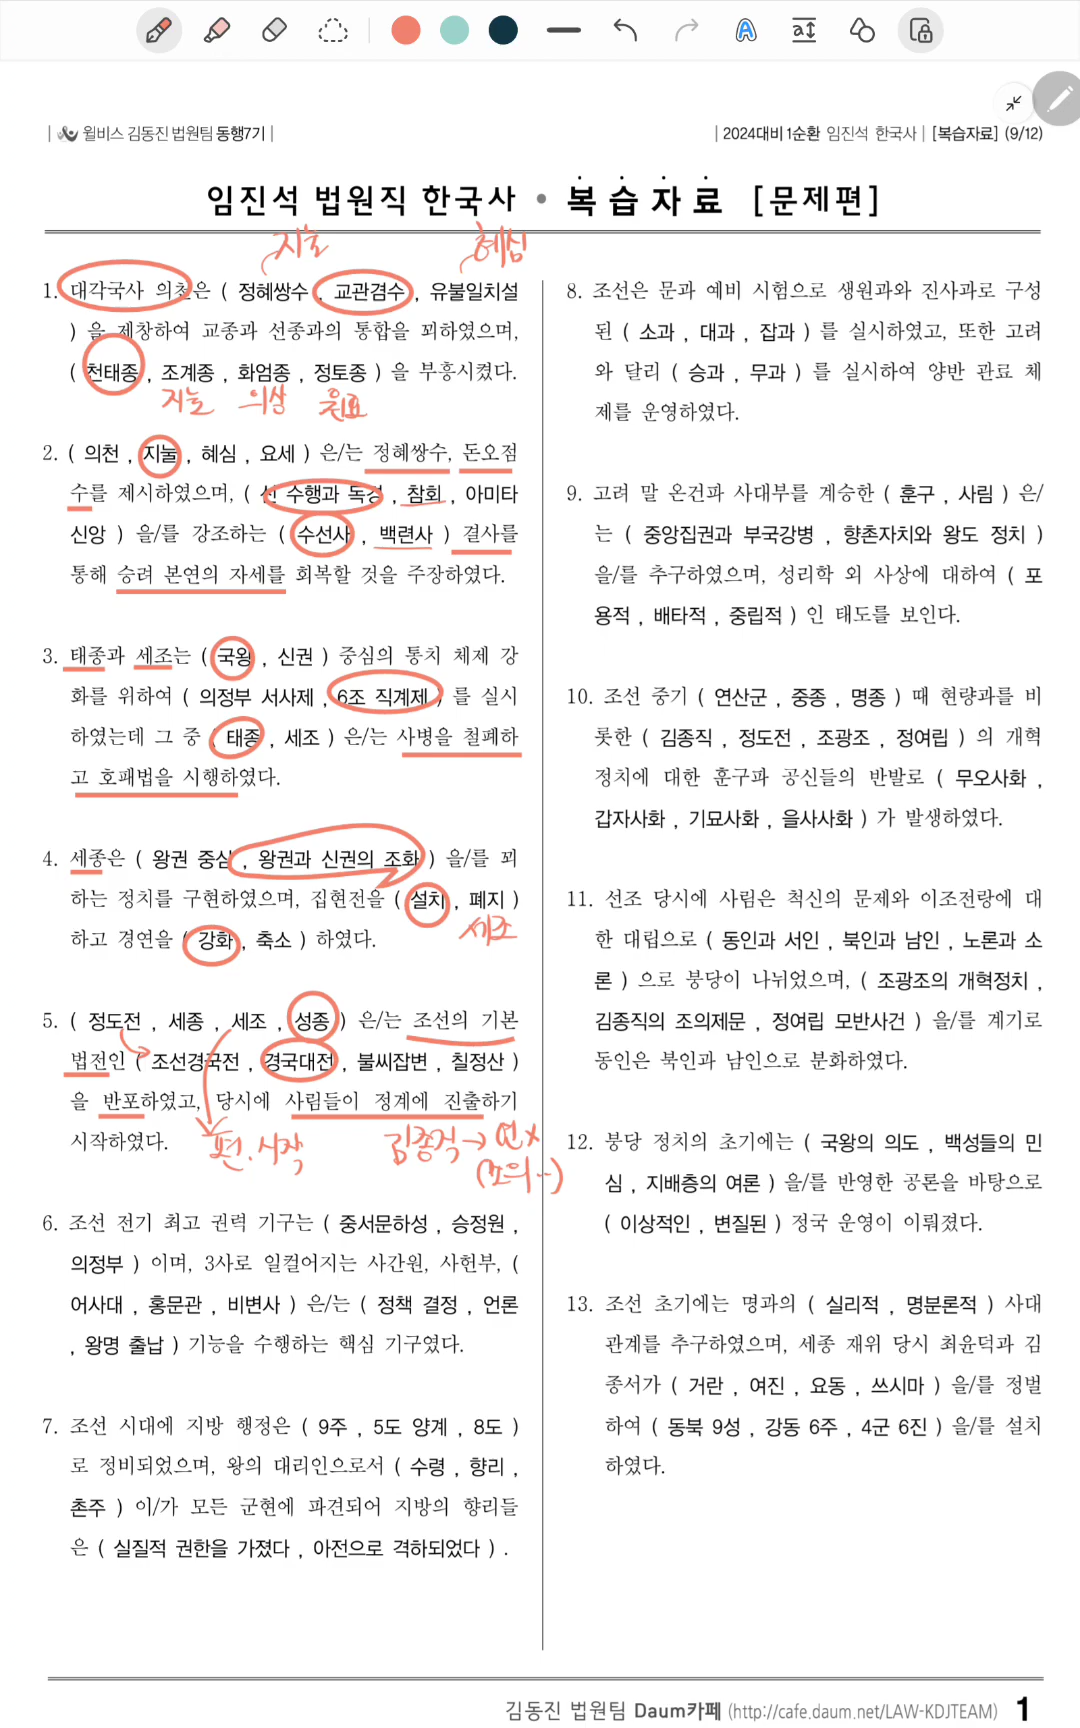 | 윌비스 김동진 법원팀 동행7기 |
| 2024대비 1순환 임진석 한국사 | [복습자료] (9/12)
임진석 법원직 한국사 • 복습자료 [문제편]
지눌
혜심
1. 대각국사 의천은 ( 정혜쌍수 , 교관겸수 , 유불일치설
) 을 제창하여 교종과 선종과의 통합을 꾀하였으며,
( 천태종 , 조계종 , 화엄종 , 정토종 ) 을 부흥시켰다.
지눌 의상 원효
2. ( 의천 , 지눌 , 혜심 , 요세 ) 은/는 정혜쌍수, 돈오점
수를 제시하였으며, ( 선 수행과 독경 , 참회 , 아미타
신앙 ) 을/를 강조하는 ( 수선사 , 백련사 ) 결사를
통해 승려 본연의 자세를 회복할 것을 주장하였다.
3. 태종과 세조는 ( 국왕 , 신권 ) 중심의 통치 체제 강
화를 위하여 ( 의정부 서사제 , 6조 직계제 ) 를 실시
하였는데 그 중 ( 태종 , 세조 ) 은/는 사병을 철폐하
고 호패법을 시행하였다.
4. 세종은 ( 왕권 중심 , 왕권과 신권의 조화 ) 을/를 꾀
하는 정치를 구현하였으며, 집현전을 ( 설치 , 폐지 )
하고 경연을 ( 강화 , 축소 ) 하였다.
세조
5. ( 정도전 , 세종 , 세조 , 성종 ) 은/는 조선의 기본
법전인 ( 조선경국전 , 경국대전 , 불씨잡변 , 칠정산 )
을 반포하였고, 당시에 사림들이 정계에 진출하기
시작하였다.
편. 시작
김종직→연×
(조의··)
6. 조선 전기 최고 권력 기구는 ( 중서문하성 , 승정원 ,
의정부 ) 이며, 3사로 일컬어지는 사간원, 사헌부, (
어사대 , 홍문관 , 비변사 ) 은/는 ( 정책 결정 , 언론
, 왕명 출납 ) 기능을 수행하는 핵심 기구였다.
7. 조선 시대에 지방 행정은 ( 9주 , 5도 양계 , 8도 )
로 정비되었으며, 왕의 대리인으로서 ( 수령 , 향리 ,
촌주 ) 이/가 모든 군현에 파견되어 지방의 향리들
은 ( 실질적 권한을 가졌다 , 아전으로 격하되었다 ) .
8. 조선은 문과 예비 시험으로 생원과와 진사과로 구성
된 ( 소과 , 대과 , 잡과 ) 를 실시하였고, 또한 고려
와 달리 ( 승과 , 무과 ) 를 실시하여 양반 관료 체
제를 운영하였다.
9. 고려 말 온건파 사대부를 계승한 ( 훈구 , 사림 ) 은/
는 ( 중앙집권과 부국강병 , 향촌자치와 왕도 정치 )
을/를 추구하였으며, 성리학 외 사상에 대하여 ( 포
용적 , 배타적 , 중립적 ) 인 태도를 보인다.
10. 조선 중기 ( 연산군 , 중종 , 명종 ) 때 현량과를 비
롯한 ( 김종직 , 정도전 , 조광조 , 정여립 ) 의 개혁
정치에 대한 훈구파 공신들의 반발로 ( 무오사화 ,
갑자사화 , 기묘사화 , 을사사화 ) 가 발생하였다.
11. 선조 당시에 사림은 척신의 문제와 이조전랑에 대
한 대립으로 ( 동인과 서인 , 북인과 남인 , 노론과 소
론 ) 으로 붕당이 나뉘었으며, ( 조광조의 개혁정치 ,
김종직의 조의제문 , 정여립 모반사건 ) 을/를 계기로
동인은 북인과 남인으로 분화하였다.
12. 붕당 정치의 초기에는 ( 국왕의 의도 , 백성들의 민
심 , 지배층의 여론 ) 을/를 반영한 공론을 바탕으로
( 이상적인 , 변질된 ) 정국 운영이 이뤄졌다.
13. 조선 초기에는 명과의 ( 실리적 , 명분론적 ) 사대
관계를 추구하였으며, 세종 재위 당시 최윤덕과 김
종서가 ( 거란 , 여진 , 요동 , 쓰시마 ) 을/를 정벌
하여 ( 동북 9성 , 강동 6주 , 4군 6진 ) 을/를 설치
하였다.
김동진 법원팀 Daum카페 (http://cafe.daum.net/LAW-KDJTEAM) 1